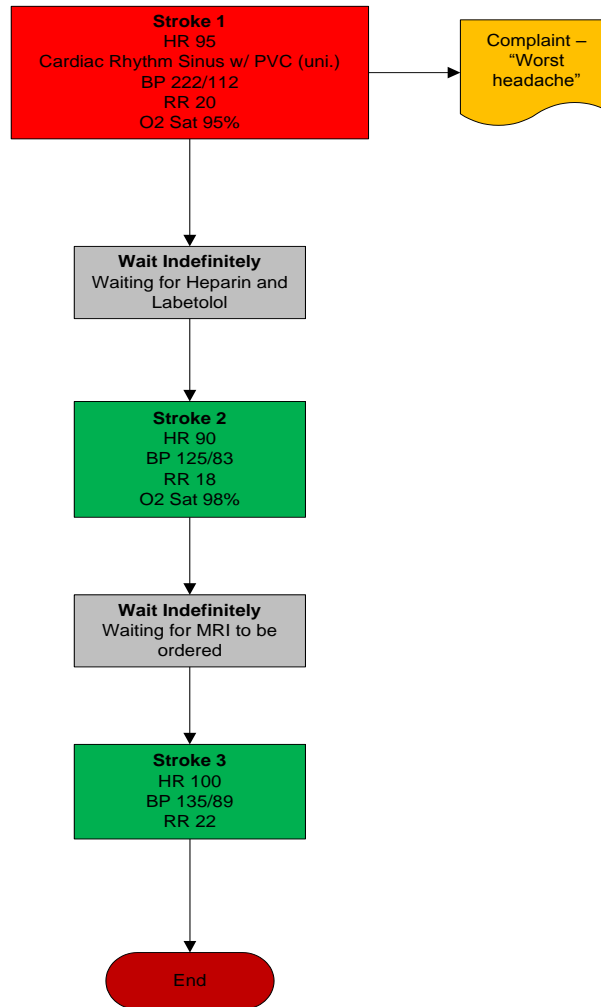 Stroke 1
HR 95
Cardiac Rhythm Sinus w/ PVC (uni.)
BP 222/112
RR 20
O2 Sat 95%
Complaint –
“Worst
headache”
Wait Indefinitely
Waiting for Heparin and
Labetolol
Stroke 2
HR 90
BP 125/83
RR 18
O2 Sat 98%
Wait Indefinitely
Waiting for MRI to be
ordered
Stroke 3
HR 100
BP 135/89
RR 22
End